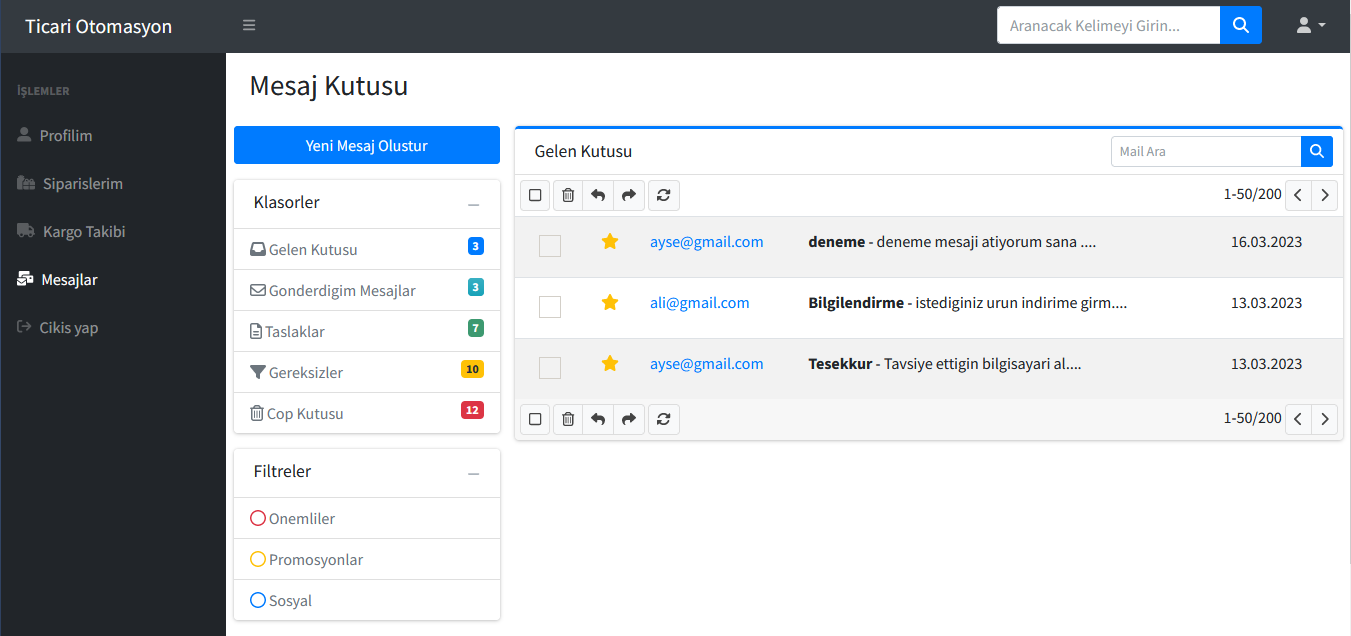 Ticari Otomasyon
Aranacak Kelimeyi Girin...
İŞLEMLER
Profilim
Siparislerim
Kargo Takibi
Mesajlar
Cikis yap
Mesaj Kutusu
Yeni Mesaj Olustur
Klasorler
Gelen Kutusu 3
Gonderdigim Mesajlar 3
Taslaklar 7
Gereksizler 10
Cop Kutusu 12
Filtreler
Onemliler
Promosyonlar
Sosyal
Gelen Kutusu
Mail Ara
1-50/200
ayse@gmail.com deneme - deneme mesaji atiyorum sana .... 16.03.2023
ali@gmail.com Bilgilendirme - istediginiz urun indirime girm.... 13.03.2023
ayse@gmail.com Tesekkur - Tavsiye ettigin bilgisayari al.... 13.03.2023
1-50/200